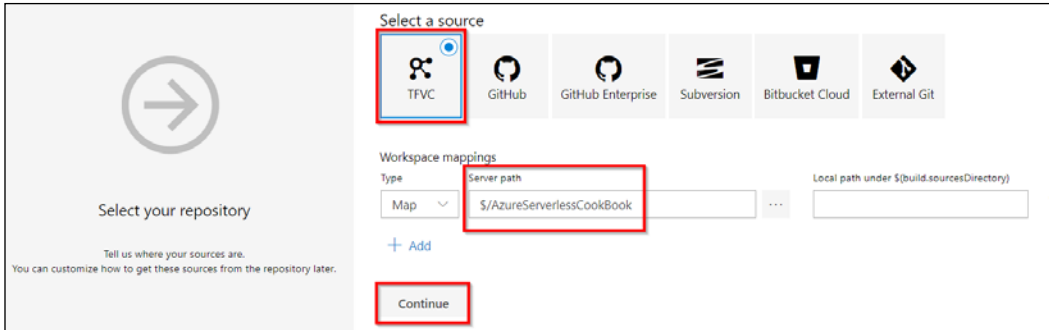 Select a source
TFVC
GitHub
GitHub Enterprise
Subversion
Bitbucket Cloud
External Git
Workspace mappings
Type
Server path
Local path under $(build.sourcesDirectory)
Map
$/AzureServerlessCookBook
...
+ Add
Continue
Select your repository
Tell us where your sources are.
You can customize how to get these sources from the repository later.